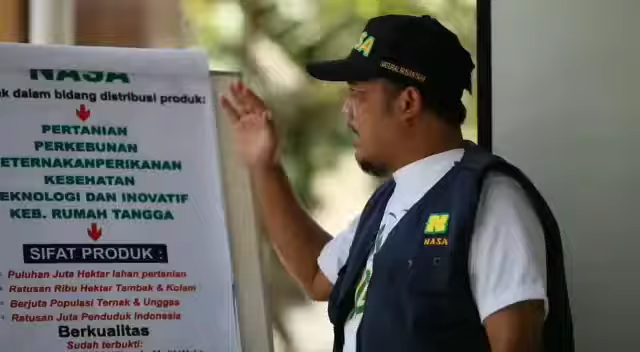 NASA
ak dalam bidang distribusi produk:
PERTANIAN
PERKEBUNAN
PETERNAKANPERIKANAN
KESEHATAN
TEKNOLOGI DAN INOVATIF
KEB. RUMAH TANGGA
SIFAT PRODUK :
Puluhan Juta Hektar lahan pertanian
Ratusan Ribu Hektar Tambak & Kolam
Berjuta Populasi Ternak & Unggas
Ratusan Juta Penduduk Indonesia
Berkualitas
Sudah terbukti:
NASA
N
NASA